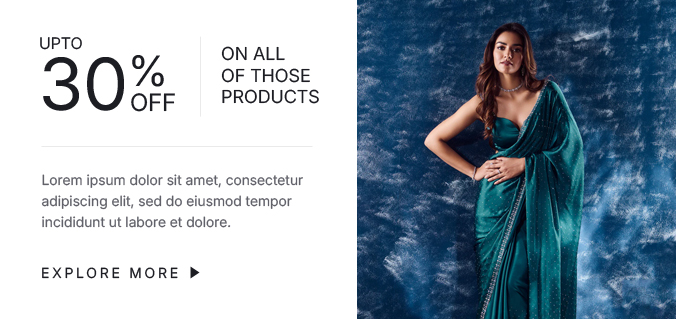 UPTO
30%
OFF
ON ALL
OF THOSE
PRODUCTS
Lorem ipsum dolor sit amet, consectetur
adipiscing elit, sed do eiusmod tempor
incididunt ut labore et dolore.
EXPLORE MORE